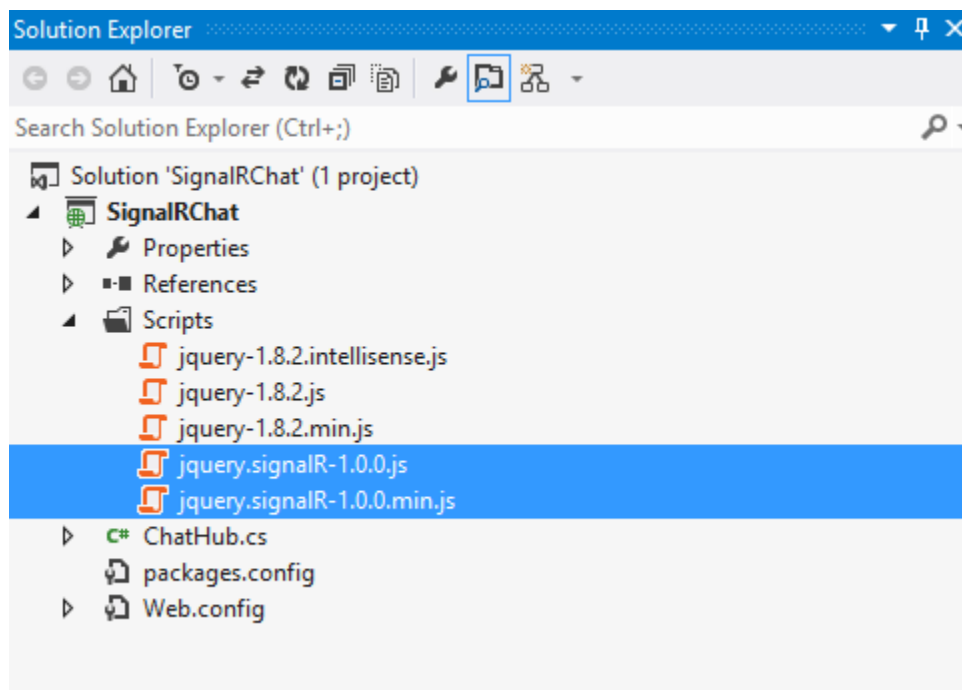 Solution Explorer
Search Solution Explorer (Ctrl+;)
Solution 'SignalRChat' (1 project)
SignalRChat
Properties
References
Scripts
jquery-1.8.2.intellisense.js
jquery-1.8.2.js
jquery-1.8.2.min.js
jquery.signalR-1.0.0.js
jquery.signalR-1.0.0.min.js
C# ChatHub.cs
packages.config
Web.config